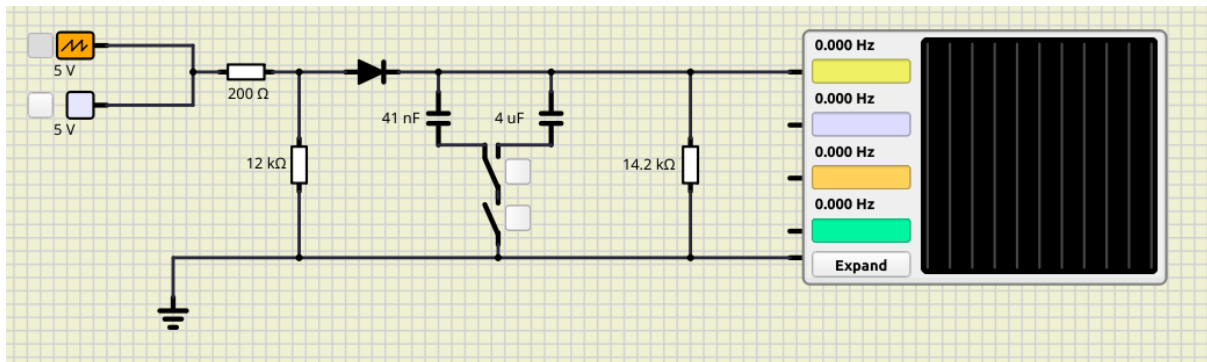 5 V
5 V
200 Ω
12 kΩ
41 nF
4 uF
14.2 kΩ
0.000 Hz
0.000 Hz
0.000 Hz
0.000 Hz
Expand